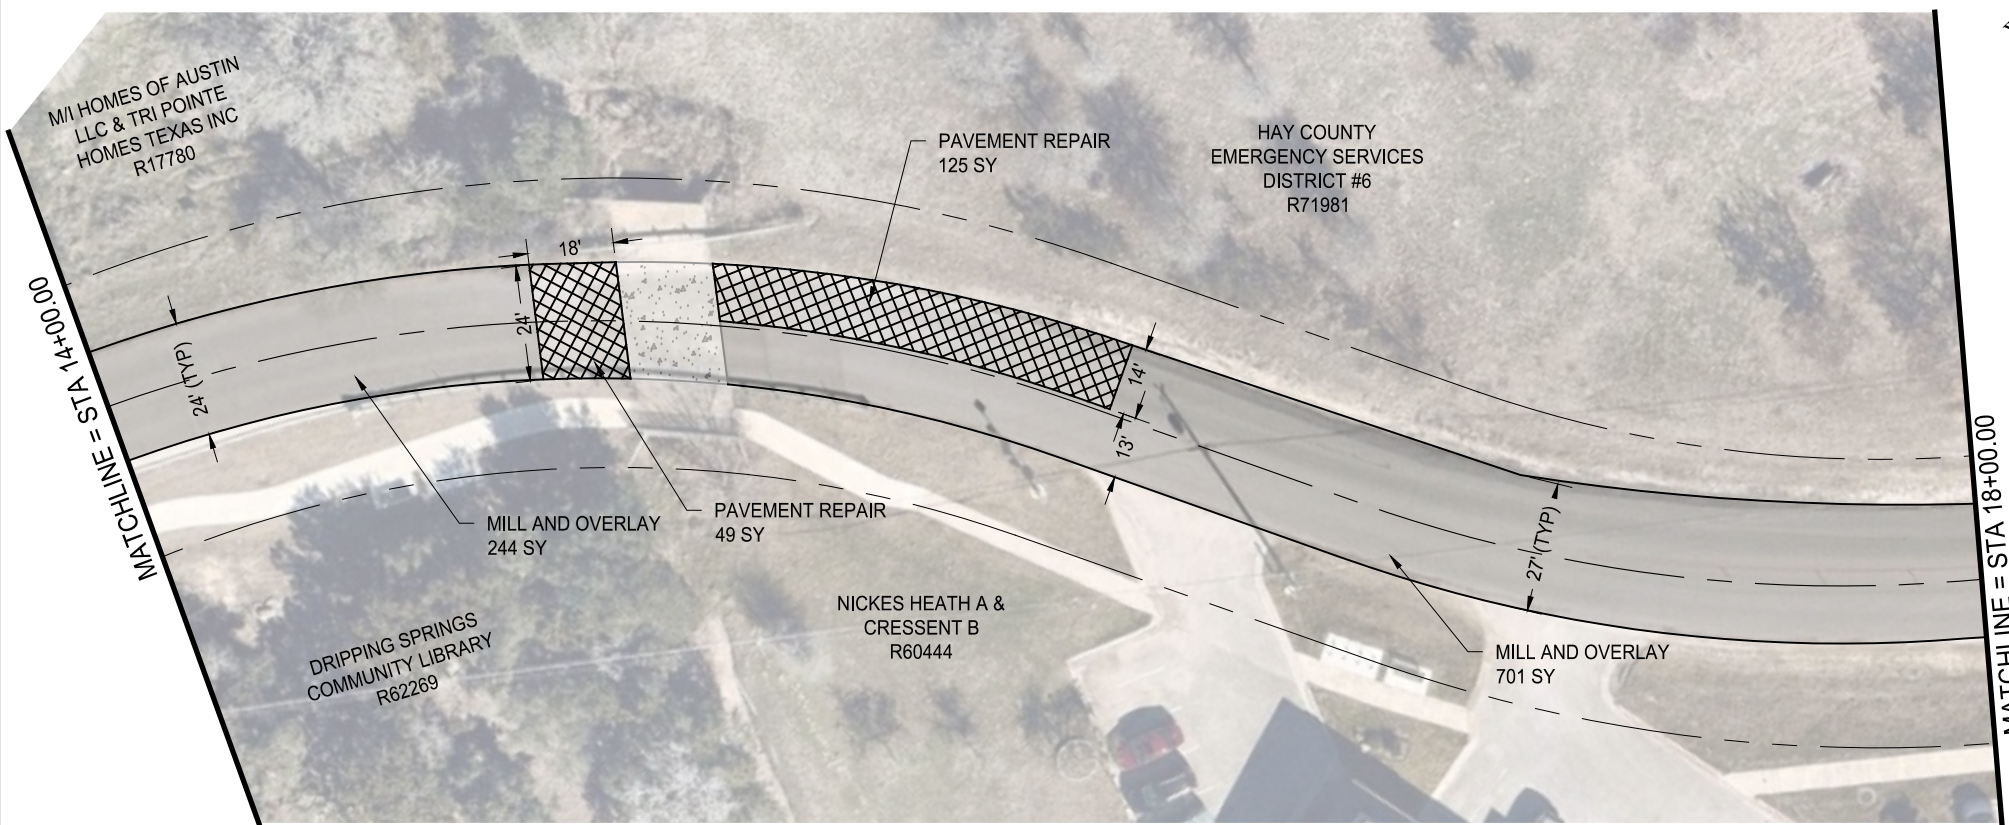 M/I HOMES OF AUSTIN
LLC & TRI POINTE
HOMES TEXAS INC
R17780
PAVEMENT REPAIR
125 SY
HAY COUNTY
EMERGENCY SERVICES
DISTRICT #6
R71981
18'
24'
24' (TYP)
14'
13'
27' (TYP)
MATCHLINE = STA 14+00.00
MATCHLINE = STA 18+00.00
MILL AND OVERLAY
244 SY
PAVEMENT REPAIR
49 SY
NICKES HEATH A &
CRESSENT B
R60444
DRIPPING SPRINGS
COMMUNITY LIBRARY
R62269
MILL AND OVERLAY
701 SY